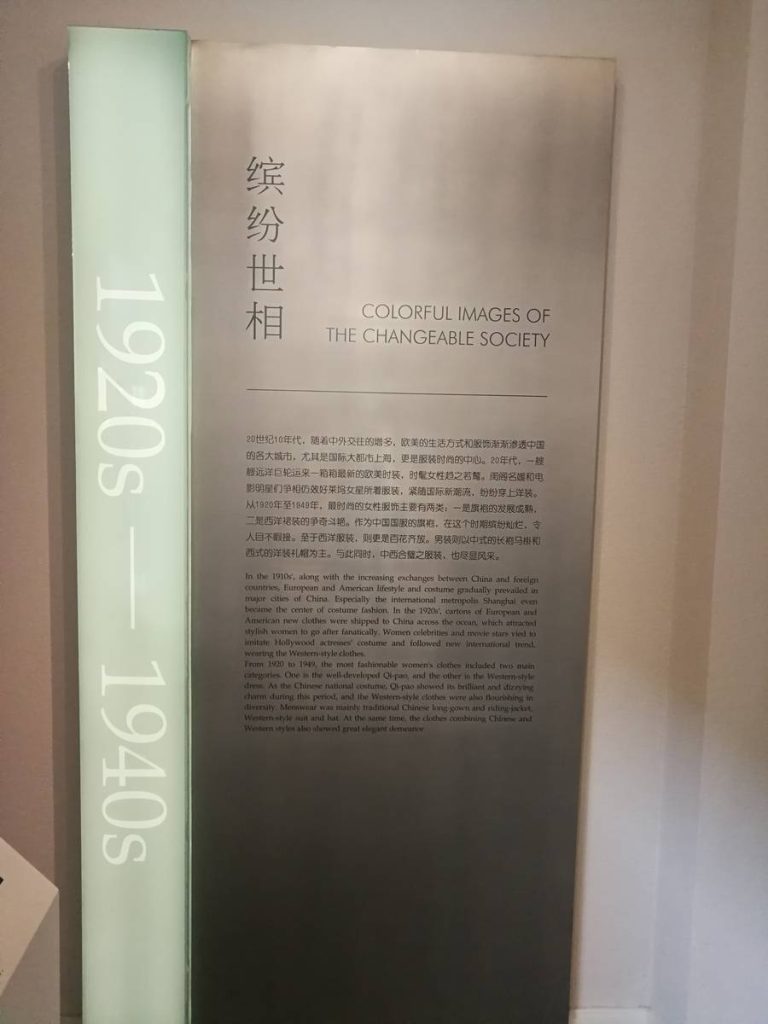 缤纷世相
COLORFUL IMAGES OF
THE CHANGEABLE SOCIETY
20世纪10年代，随着中外交往的增多，欧美的生活方式和服饰渐渐渗透中国
的各大城市，尤其是国际大都市上海，更是服装时尚的中心。20年代，一艘
艘远洋巨轮运来一箱箱最新的欧美时装，时髦女性趋之若鹜。闺阁名媛和电
影明星们争相仿效好莱坞女星所着服装，紧随国际新潮流，纷纷穿上洋装。
从1920年至1949年，最时尚的女性服饰主要有两类：一是旗袍的发展成熟，
二是西洋裙装的争奇斗艳。作为中国国服的旗袍，在这个时期缤纷灿烂，令
人目不暇接。至于西洋服装，则更是百花齐放。男装则以中式的长袍马褂和
西式的洋装礼帽为主。与此同时，中西合璧之服装，也尽显风采。
In the 1910s', along with the increasing exchanges between China and foreign
countries, European and American lifestyle and costume gradually prevailed in
major cities of China. Especially the international metropolis Shanghai even
became the center of costume fashion. In the 1920s', cartons of European and
American new clothes were shipped to China across the ocean, which attracted
stylish women to go after fanatically. Women celebrities and movie stars vied to
imitate Hollywood actresses' costume and followed new international trend,
wearing the Western-style clothes.
From 1920 to 1949, the most fashionable women's clothes included two main
categories. One is the well-developed Qi-pao, and the other is the Western-style
dress. As the Chinese national costume, Qi-pao showed its brilliant and dizzying
charm during this period, and the Western-style clothes were also flourishing in
diversity. Menswear was mainly traditional Chinese long-gown and riding-jacket,
Western-style suit and hat. At the same time, the clothes combining Chinese and
Western styles also showed great elegant demeanor
1920s — 1940s